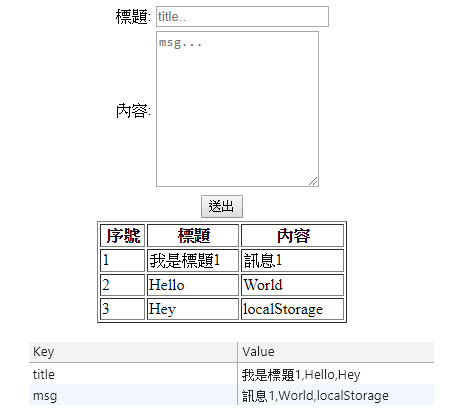 標題: title..
內容: msg...
送出
序號 標題 內容
1 我是標題1 訊息1
2 Hello World
3 Hey localStorage
Key Value
title 我是標題1,Hello,Hey
msg 訊息1,World,localStorage